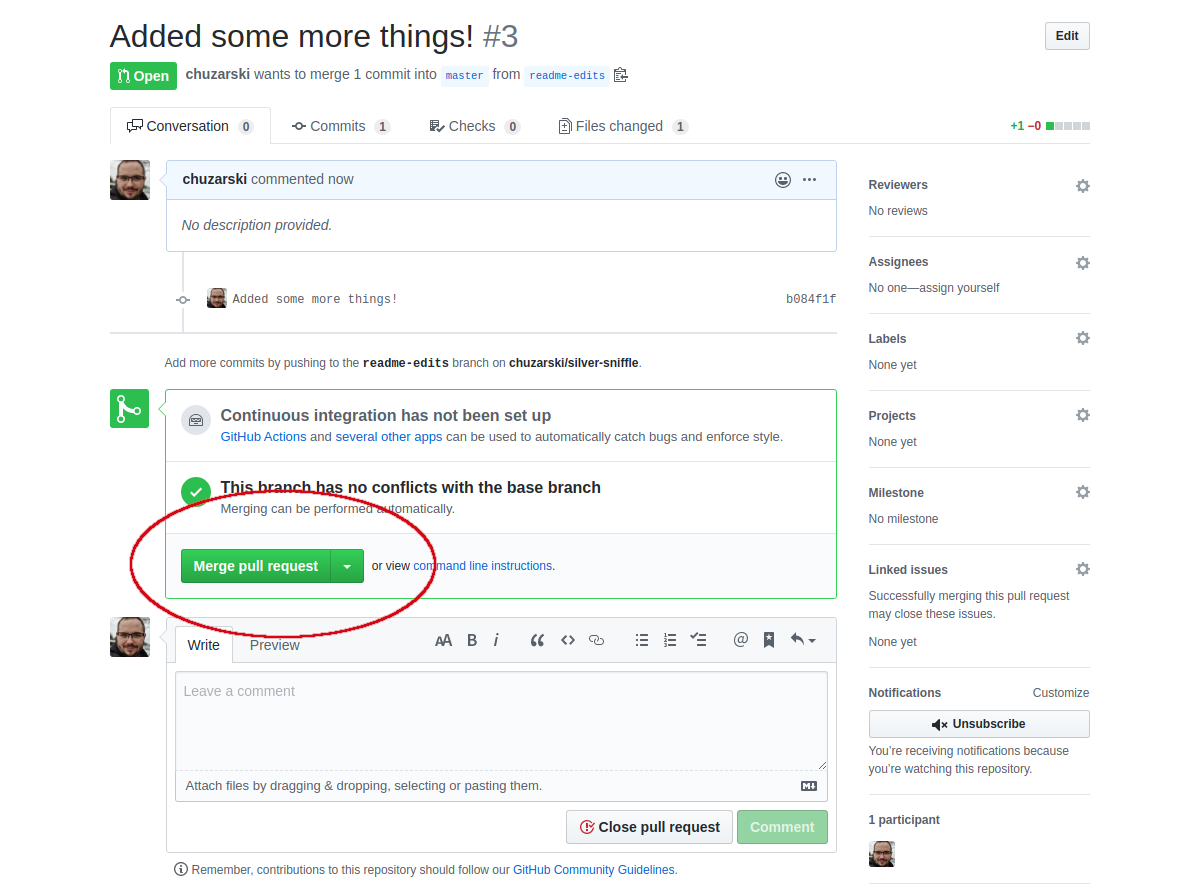 Added some more things! #3
Edit
Open
chuzarski wants to merge 1 commit into master from readme-edits
Conversation 0
Commits 1
Checks 0
Files changed 1
+1 −0
chuzarski commented now
No description provided.
Added some more things!
b084f1f
Add more commits by pushing to the readme-edits branch on chuzarski/silver-sniffle.
Continuous integration has not been set up
GitHub Actions and several other apps can be used to automatically catch bugs and enforce style.
This branch has no conflicts with the base branch
Merging can be performed automatically.
Merge pull request
or view command line instructions.
Write
Preview
AA B i
@
Leave a comment
Attach files by dragging & dropping, selecting or pasting them.
M↓
Close pull request
Comment
Remember, contributions to this repository should follow our GitHub Community Guidelines.
Reviewers
No reviews
Assignees
No one—assign yourself
Labels
None yet
Projects
None yet
Milestone
No milestone
Linked issues
Successfully merging this pull request
may close these issues.
None yet
Notifications
Customize
Unsubscribe
You’re receiving notifications because
you’re watching this repository.
1 participant